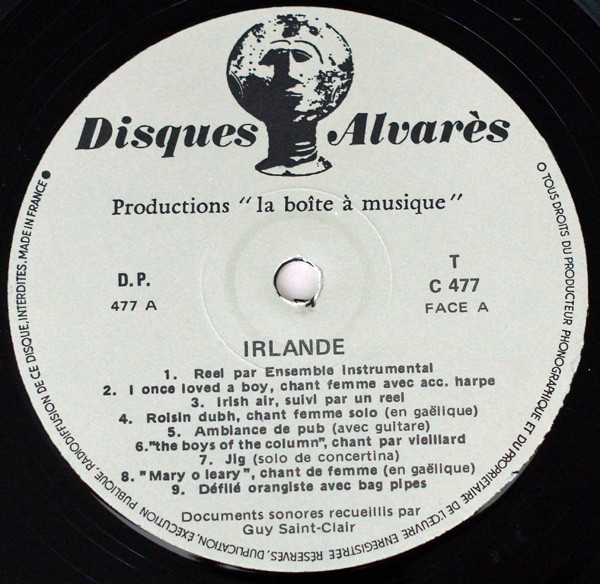 Disques Alvarès
Productions "la boîte à musique"
D.P.
477 A
T
C 477
FACE A
IRLANDE
1. Reel par Ensemble Instrumental
2. I once loved a boy, chant femme avec acc. harpe
3. Irish air, suivi par un reel
4. Roisin dubh, chant femme solo (en gaëlique)
5. Ambiance de pub (avec guitare)
6."the boys of the column", chant par vieillard
7. Jig (solo de concertina)
8. "Mary o leary", chant de femme (en gaëlique)
9. Défilé orangiste avec bag pipes
Documents sonores recueillis par
Guy Saint-Clair
O TOUS DROITS DU PRODUCTEUR PHONOGRAPHIQUE ET DU PROPRIETAIRE DE L'ŒUVRE ENREGISTRÉE RÉSERVÉS, DUPLICATION, EXÉCUTION PUBLIQUE, RADIODIFFUSION DE CE DISQUE, INTERDITES. MADE IN FRANCE ●